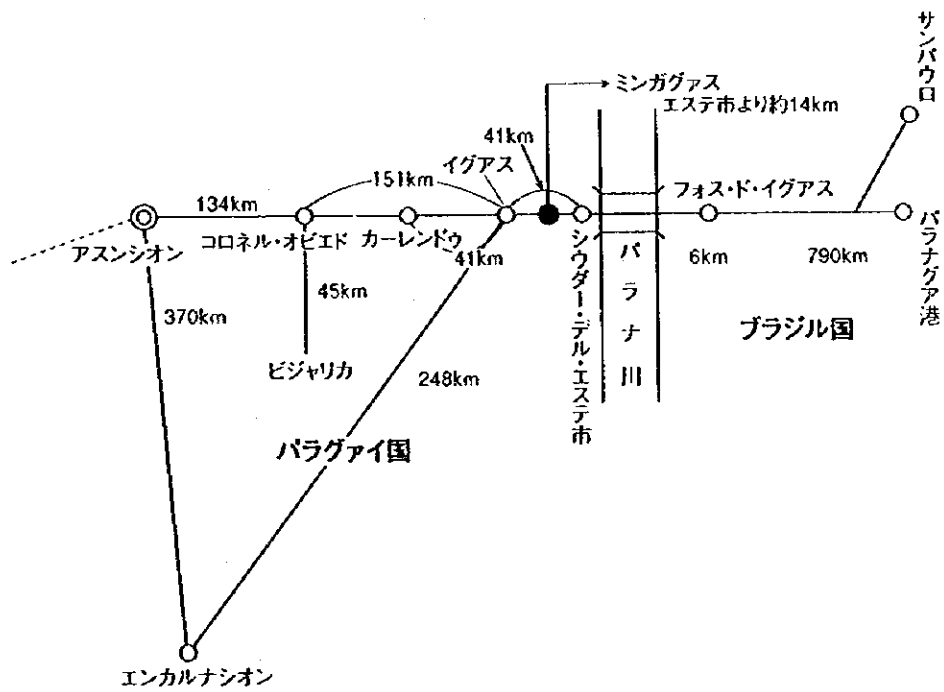 サンパウロ
ミンガグァス
エステ市より約14km
41km
イグアス
151km
フォス・ド・イグアス
134km
アスンシオン
コロネル・オビエド
カーレンドゥ
41km
シウダー・デル・エステ市
パラナ川
6km
790km
パラナグア港
370km
45km
ブラジル国
ビジャリカ
248km
パラグァイ国
エンカルナシオン